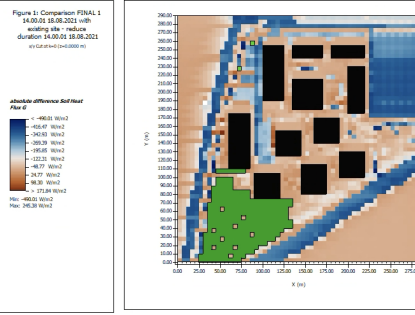 Figure 1: Comparison FINAL 1
14.00.01 18.08.2021 with
existing site - reduce
duration 14.00.01 18.08.2021
x/y Cut at k=0 (z=0.0000 m)
absolute difference Soil Heat
Flux G
< -490.01 W/m2
-416.47 W/m2
-342.93 W/m2
-269.39 W/m2
-195.85 W/m2
-122.31 W/m2
-48.77 W/m2
24.77 W/m2
98.30 W/m2
> 171.84 W/m2
Min: -490.01 W/m2
Max: 245.38 W/m2
290.00
280.00
270.00
260.00
250.00
240.00
230.00
220.00
210.00
200.00
190.00
180.00
170.00
160.00
150.00
140.00
130.00
120.00
110.00
100.00
90.00
80.00
70.00
60.00
50.00
40.00
30.00
20.00
10.00
0.00
Y (m)
0.00 25.00 50.00 75.00 100.00 125.00 150.00 175.00 200.00 225.00 250.00
X (m)